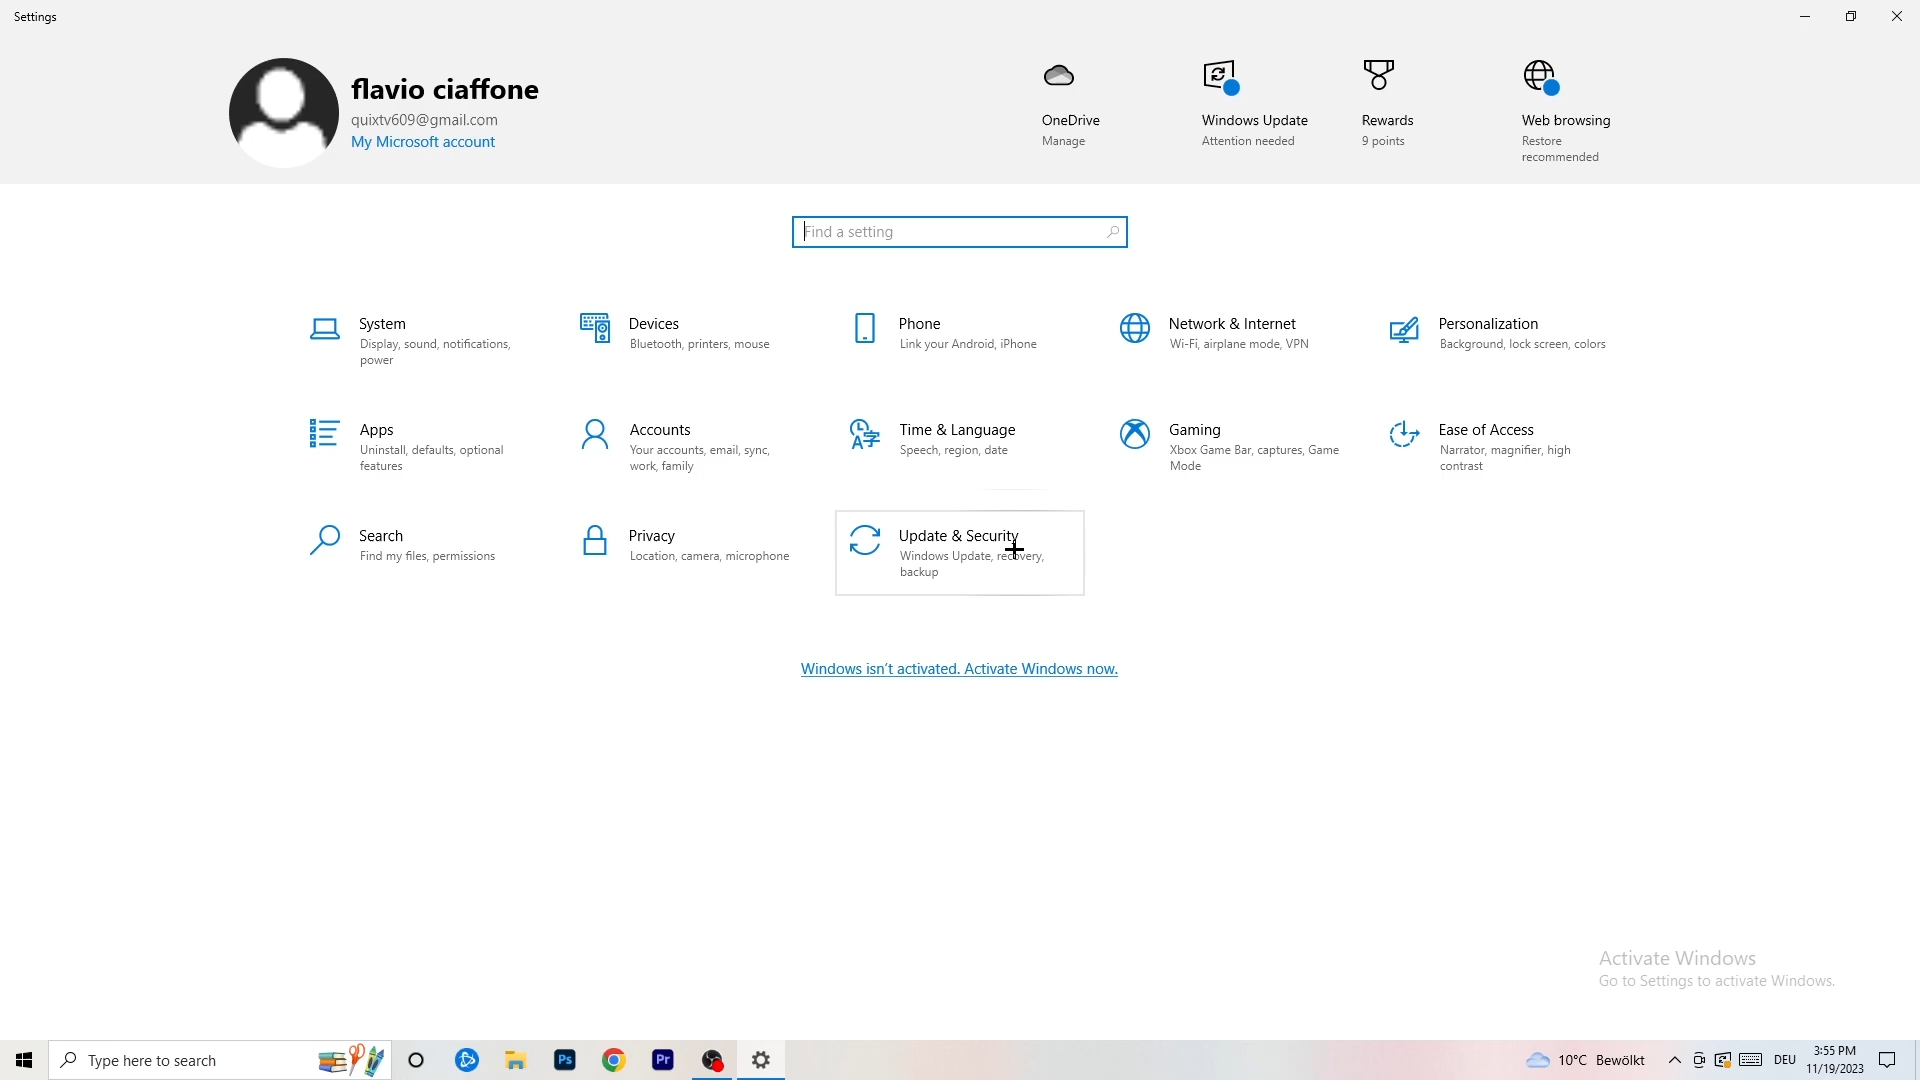 Settings
flavio ciaffone
quixtv609@gmail.com
My Microsoft account
OneDrive
Manage
Windows Update
Attention needed
Rewards
9 points
Web browsing
Restore
recommended
Find a setting
System
Display, sound, notifications,
power
Devices
Bluetooth, printers, mouse
Phone
Link your Android, iPhone
Network & Internet
Wi-Fi, airplane mode, VPN
Personalization
Background, lock screen, colors
Apps
Uninstall, defaults, optional
features
Accounts
Your accounts, email, sync,
work, family
Time & Language
Speech, region, date
Gaming
Xbox Game Bar, captures, Game
Mode
Ease of Access
Narrator, magnifier, high
contrast
Search
Find my files, permissions
Privacy
Location, camera, microphone
Update & Security
Windows Update, recovery,
backup
Windows isn't activated. Activate Windows now.
Activate Windows
Go to Settings to activate Windows.
Type here to search
Ps
Pr
10°C Bewölkt
DEU
3:55 PM
11/19/2023